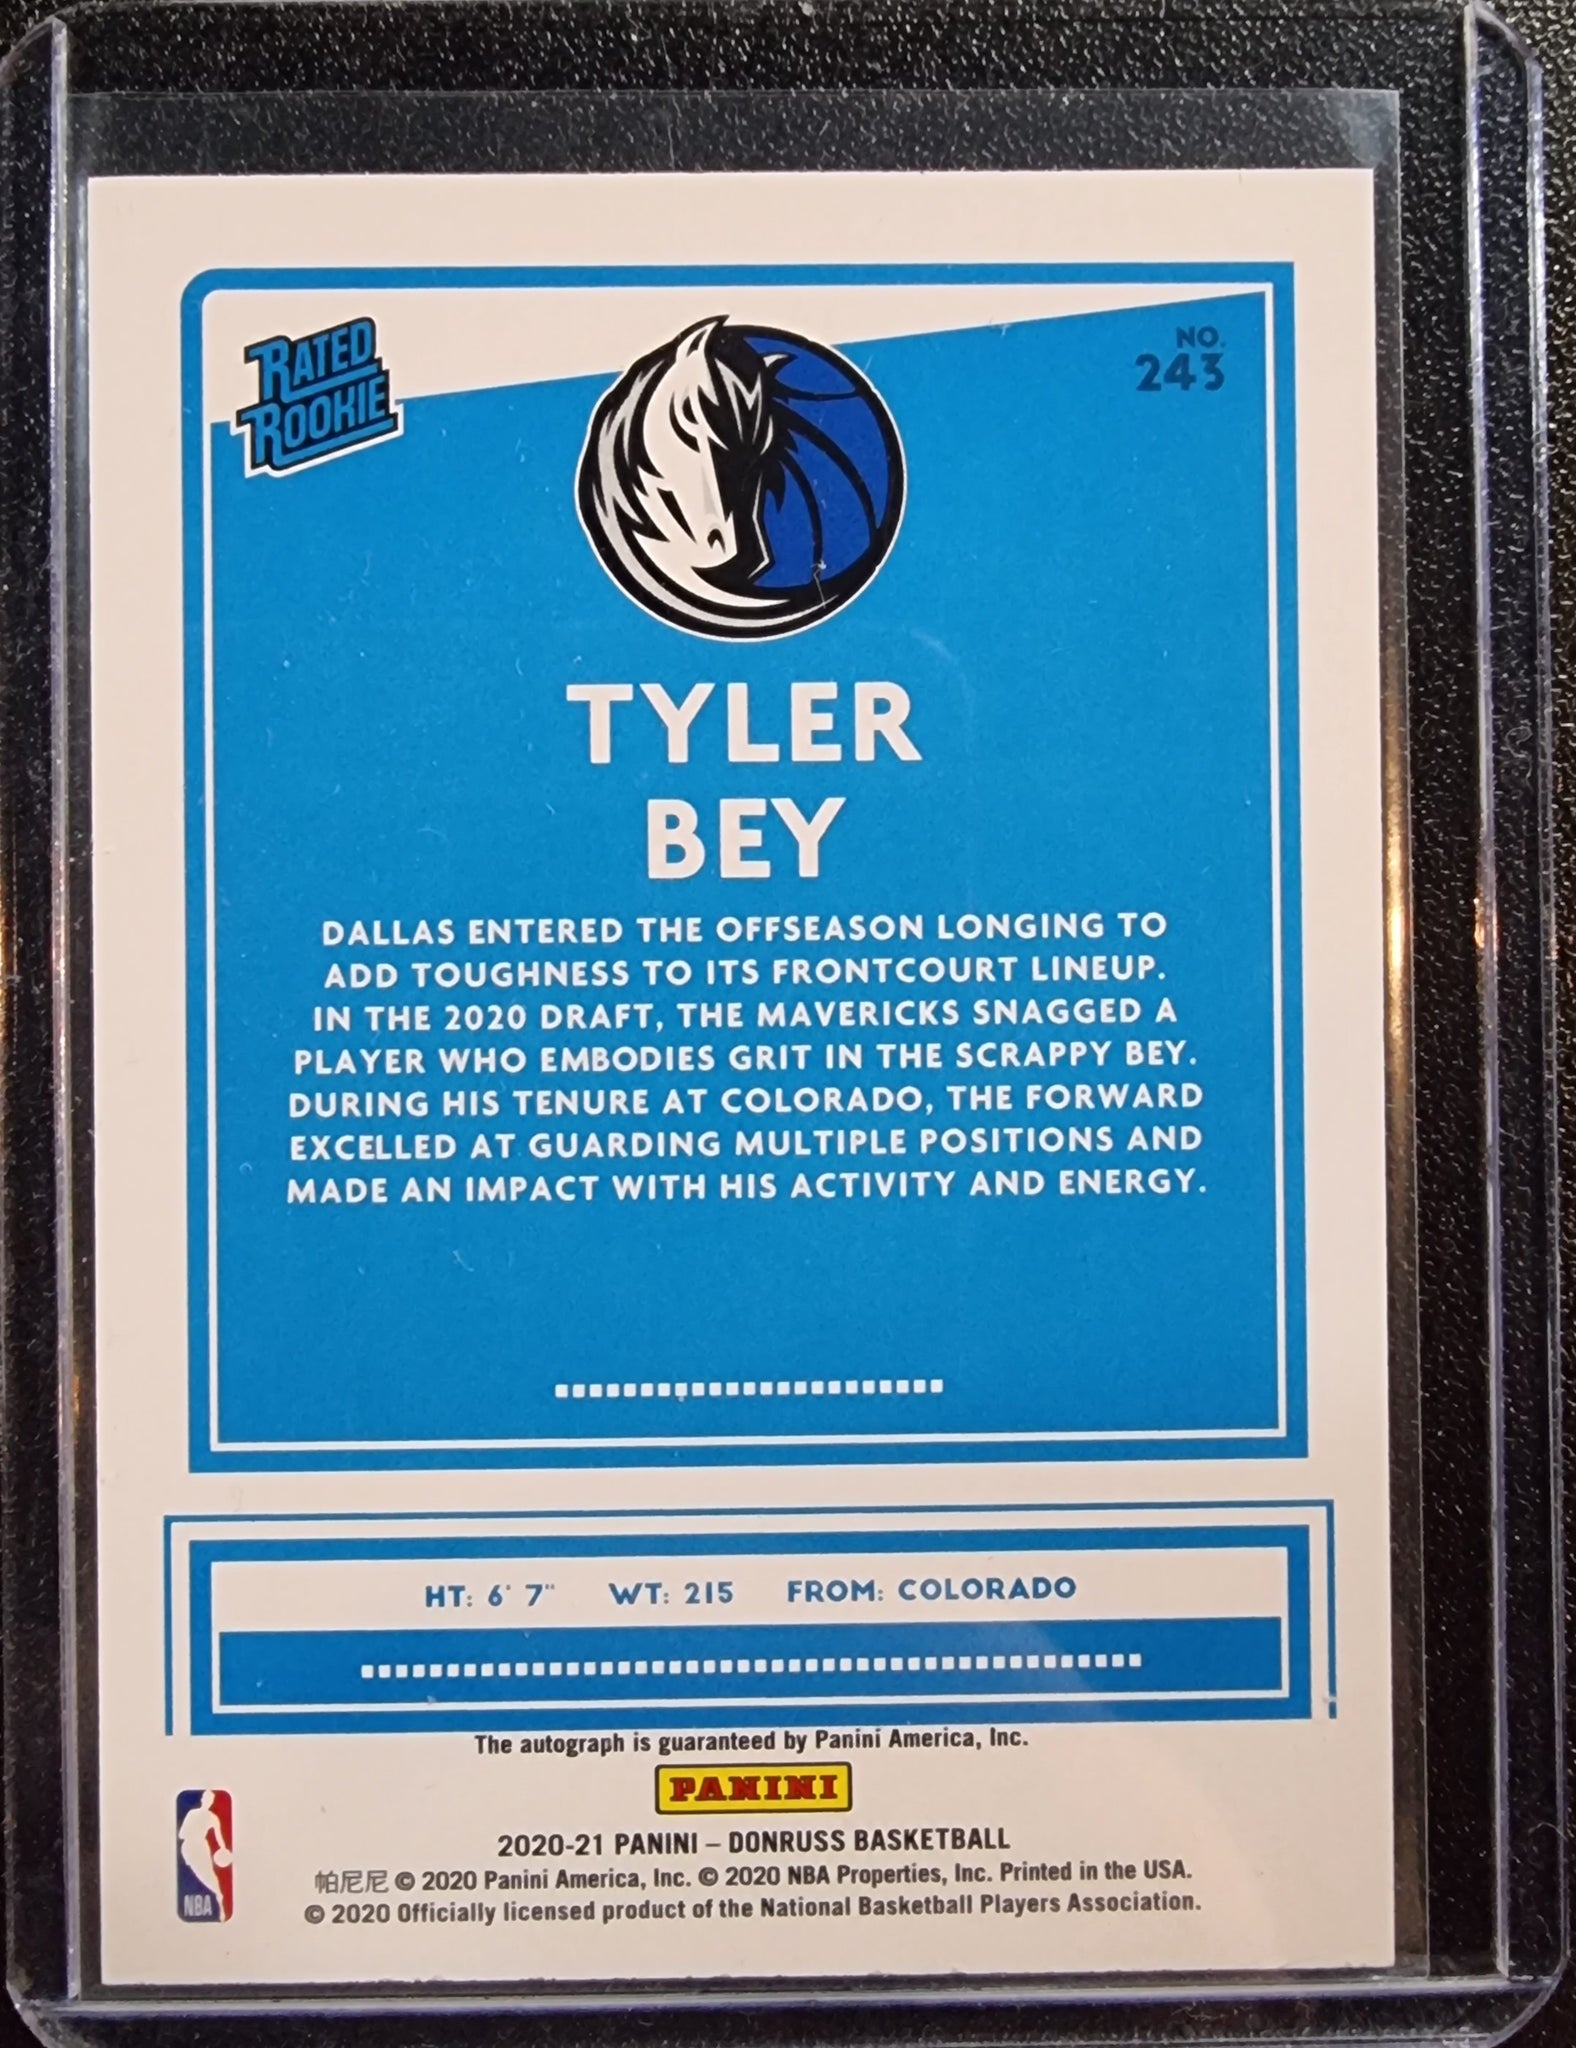 RATED
ROOKIE
NO.
243
TYLER
BEY
DALLAS ENTERED THE OFFSEASON LONGING TO
ADD TOUGHNESS TO ITS FRONTCOURT LINEUP.
IN THE 2020 DRAFT, THE MAVERICKS SNAGGED A
PLAYER WHO EMBODIES GRIT IN THE SCRAPPY BEY.
DURING HIS TENURE AT COLORADO, THE FORWARD
EXCELLED AT GUARDING MULTIPLE POSITIONS AND
MADE AN IMPACT WITH HIS ACTIVITY AND ENERGY.
HT: 6' 7" WT: 215 FROM: COLORADO
The autograph is guaranteed by Panini America, Inc.
PANINI
2020-21 PANINI – DONRUSS BASKETBALL
帕尼尼 © 2020 Panini America, Inc. © 2020 NBA Properties, Inc. Printed in the USA.
© 2020 Officially licensed product of the National Basketball Players Association.
NBA